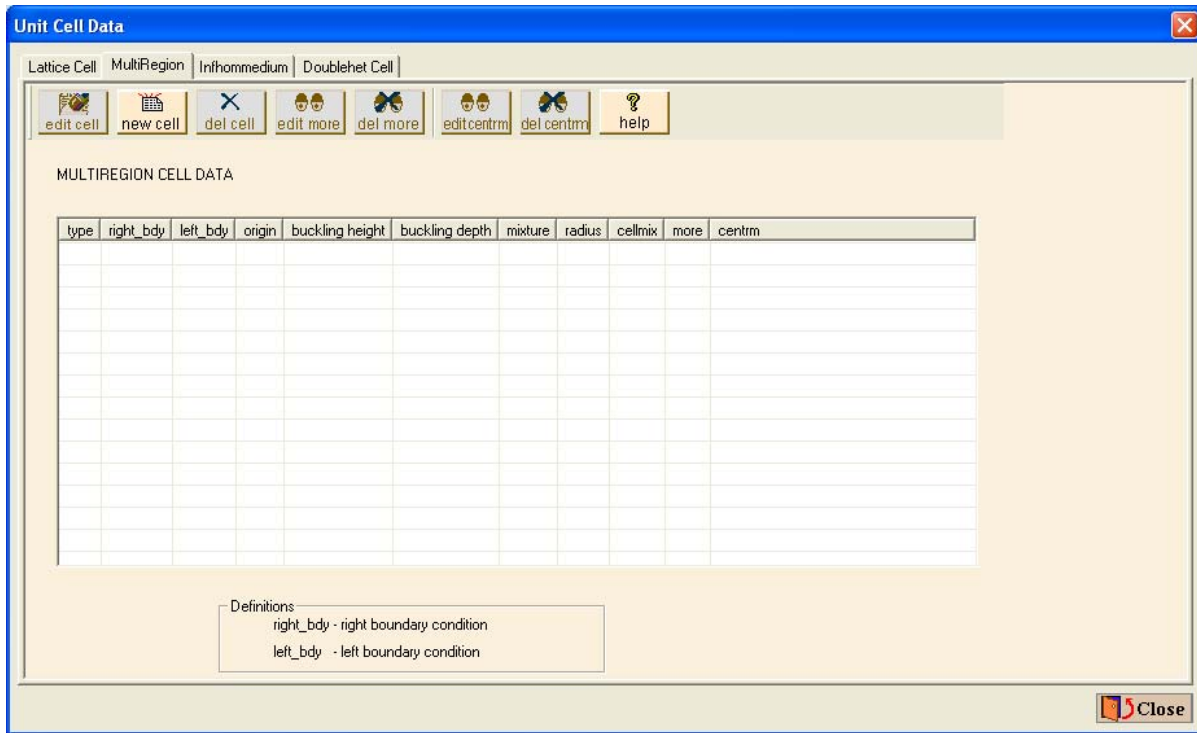 Unit Cell Data
Lattice Cell MultiRegion Infhommedium Doublehet Cell
edit cell new cell del cell edit more del more editcentrm del centrm help
MULTIREGION CELL DATA
type right_bdy left_bdy origin buckling height buckling depth mixture radius cellmix more centrm
Definitions
right_bdy - right boundary condition
left_bdy - left boundary condition
Close